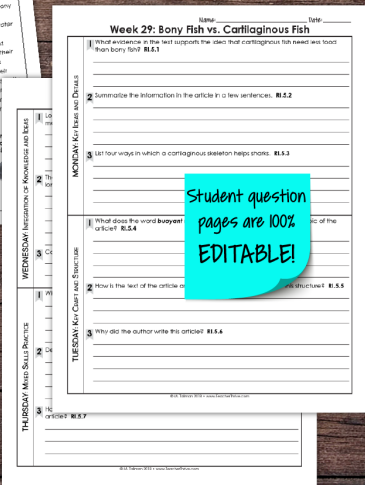 Name: Date:
Week 29: Bony Fish vs. Cartilaginous Fish
MONDAY: KEY IDEAS AND DETAILS
1 What evidence in the text supports the idea that cartilaginous fish need less food
than bony fish? RI.5.1
2 Summarize the information in the article in a few sentences. RI.5.2
3 List four ways in which a cartilaginous skeleton helps sharks. RI.5.3
TUESDAY: KEY CRAFT AND STRUCTURE
1 What does the word buoyant
of the
article? RI.5.4
2 How is the text of the article
structure? RI.5.5
3 Why did the author write this article? RI.5.6
Student question
pages are 100%
EDITABLE!
WEDNESDAY: INTEGRATION OF KNOWLEDGE AND IDEAS
1
2
3
THURSDAY: MIXED SKILLS PRACTICE
1
2
3
article? RI.5.7